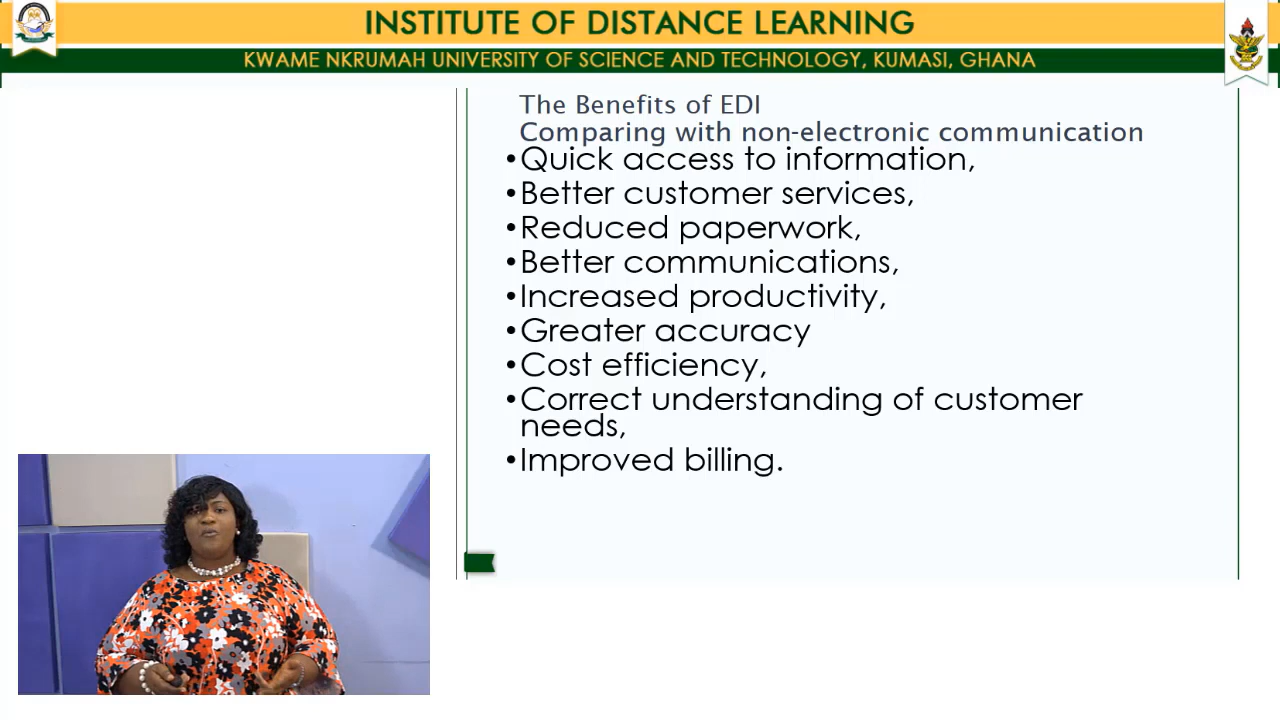 INSTITUTE OF DISTANCE LEARNING
KWAME NKRUMAH UNIVERSITY OF SCIENCE AND TECHNOLOGY, KUMASI, GHANA
The Benefits of EDI
Comparing with non-electronic communication
•Quick access to information,
•Better customer services,
•Reduced paperwork,
•Better communications,
•Increased productivity,
•Greater accuracy
•Cost efficiency,
•Correct understanding of customer
needs,
•Improved billing.